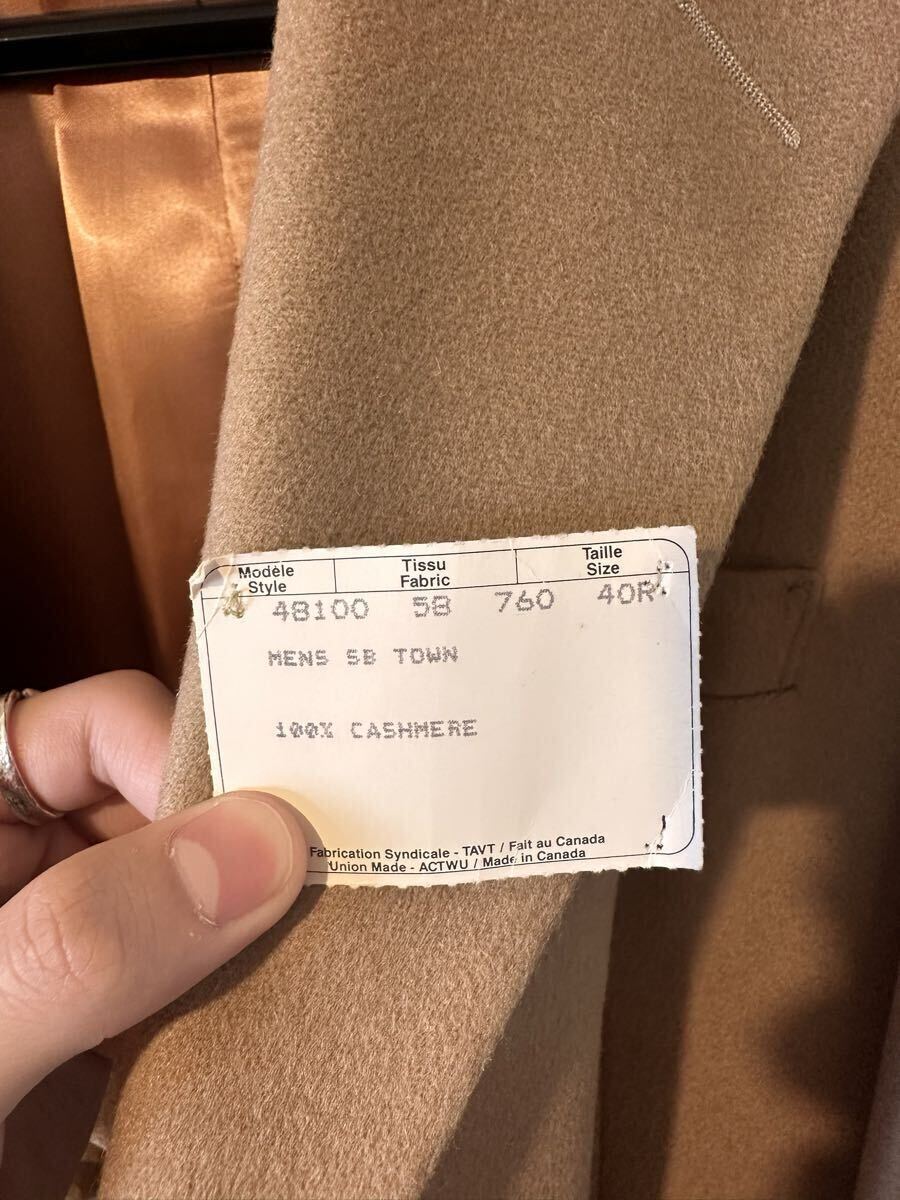 Modèle Tissu Taille
Style Fabric Size
48100 58 760 40R
MENS SB TOWN
100% CASHMERE
Fabrication Syndicale - TAVT / Fait au Canada
Union Made - ACTWU / Made in Canada